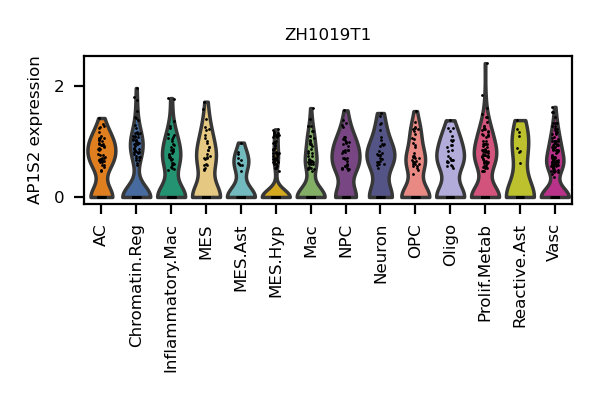 ZH1019T1
AP1S2 expression
2
0
AC
Chromatin.Reg
Inflammatory.Mac
MES
MES.Ast
MES.Hyp
Mac
NPC
Neuron
OPC
Oligo
Prolif.Metab
Reactive.Ast
Vasc